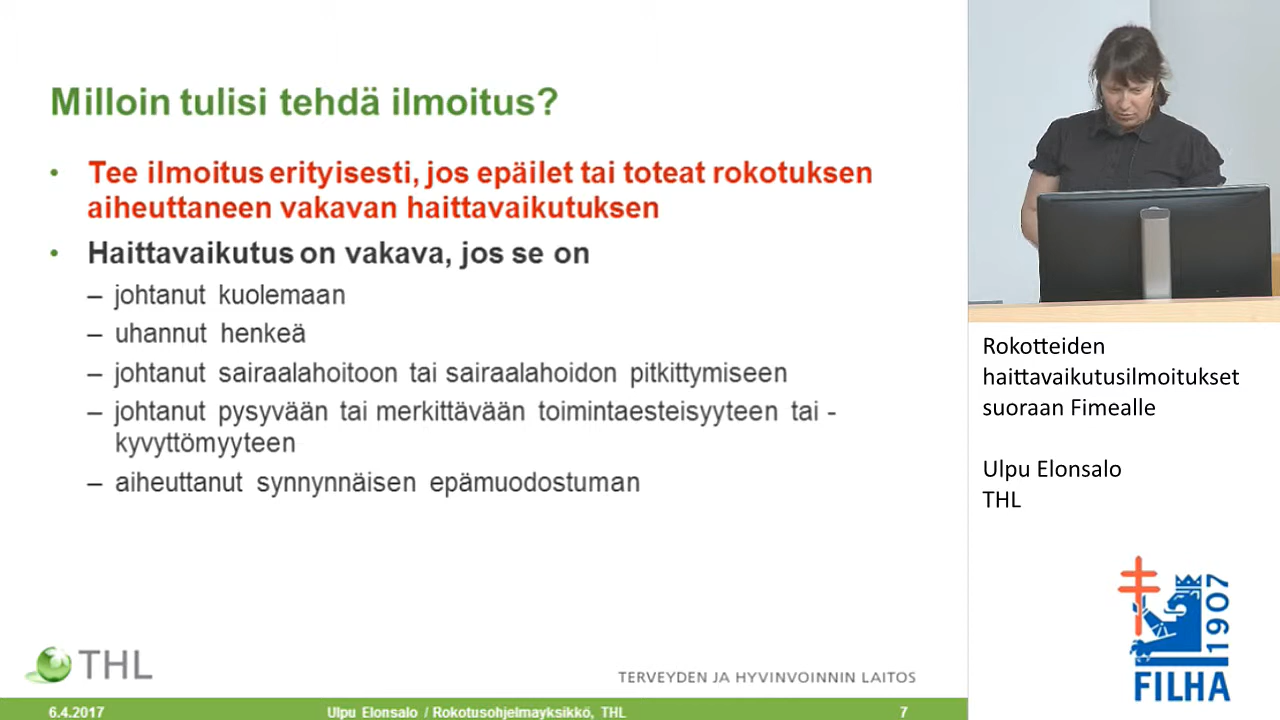 Milloin tulisi tehdä ilmoitus?
• Tee ilmoitus erityisesti, jos epäilet tai toteat rokotuksen
aiheuttaneen vakavan haittavaikutuksen
• Haittavaikutus on vakava, jos se on
– johtanut kuolemaan
– uhannut henkeä
– johtanut sairaalahoitoon tai sairaalahoidon pitkittymiseen
– johtanut pysyvään tai merkittävään toimintaesteisyyteen tai -
kyvyttömyyteen
– aiheuttanut synnynnäisen epämuodostuman
THL
TERVEYDEN JA HYVINVOINNIN LAITOS
6.4.2017
Ulpu Elonsalo / Rokotusohjelmayksikkö, THL
7
Rokotteiden
haittavaikutusilmoitukset
suoraan Fimealle
Ulpu Elonsalo
THL
1907
FILHA